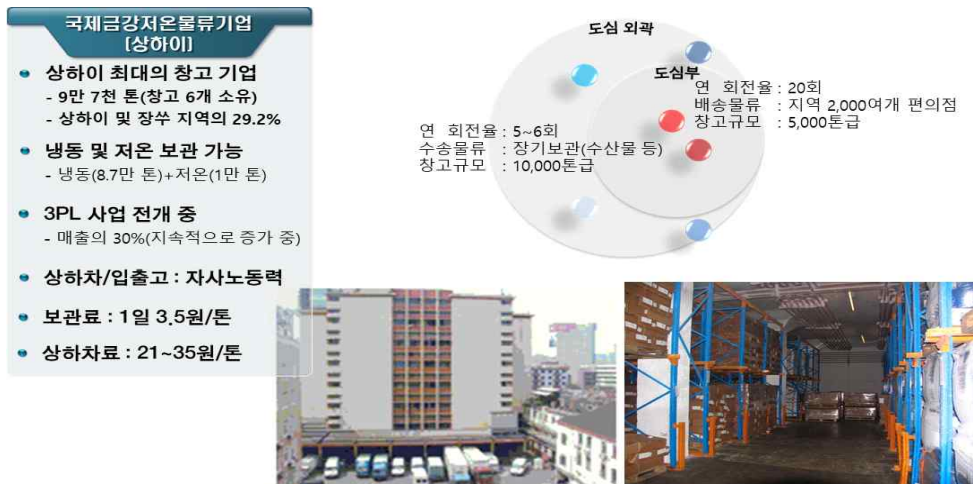 국제금강저온물류기업
(상하이)
상하이 최대의 창고 기업
- 9만 7천 톤(창고 6개 소유)
- 상하이 및 장쑤 지역의 29.2%
냉동 및 저온 보관 가능
- 냉동(8.7만 톤)+저온(1만 톤)
3PL 사업 전개 중
- 매출의 30%(지속적으로 증가 중)
상하차/입출고 : 자사노동력
보관료 : 1일 3.5원/톤
상하차료 : 21~35원/톤
도심 외곽
연 회전율 : 5~6회
수송물류 : 장기보관(수산물 등)
창고규모 : 10,000톤급
도심부
연 회전율 : 20회
배송물류 : 지역 2,000여개 편의점
창고규모 : 5,000톤급